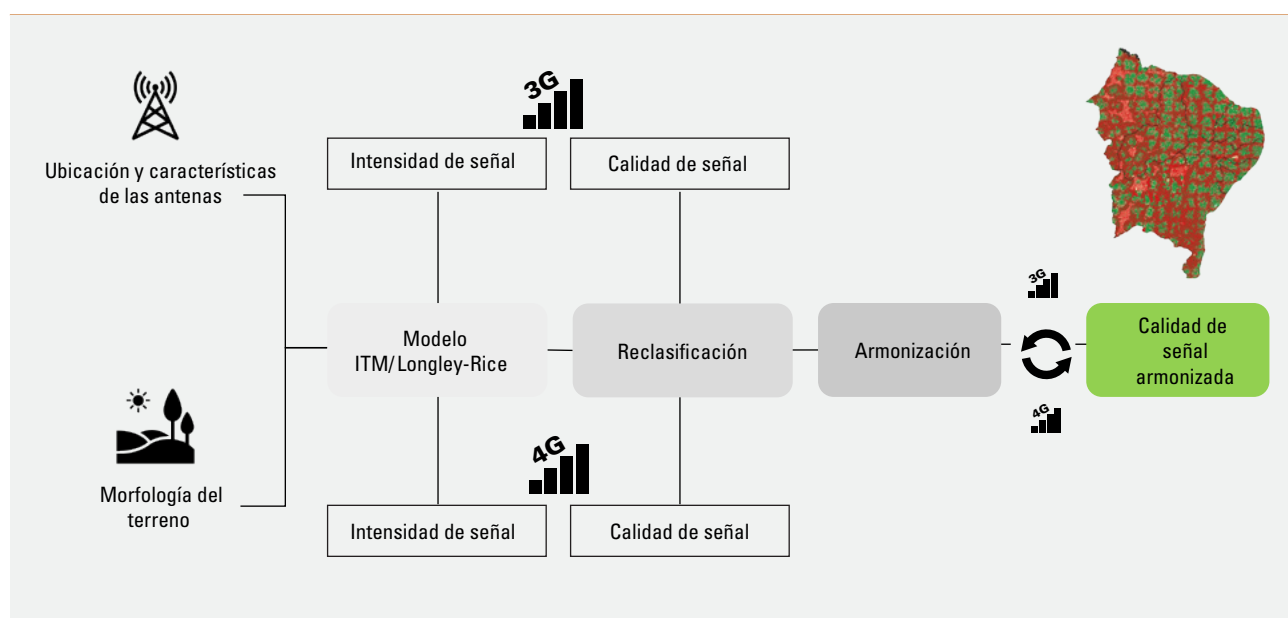 3G
Intensidad de señal
Calidad de señal
Ubicación y características
de las antenas
Modelo
ITM/Longley-Rice
Reclasificación
Armonización
3G
4G
Calidad de
señal
armonizada
Morfología del
terreno
4G
Intensidad de señal
Calidad de señal